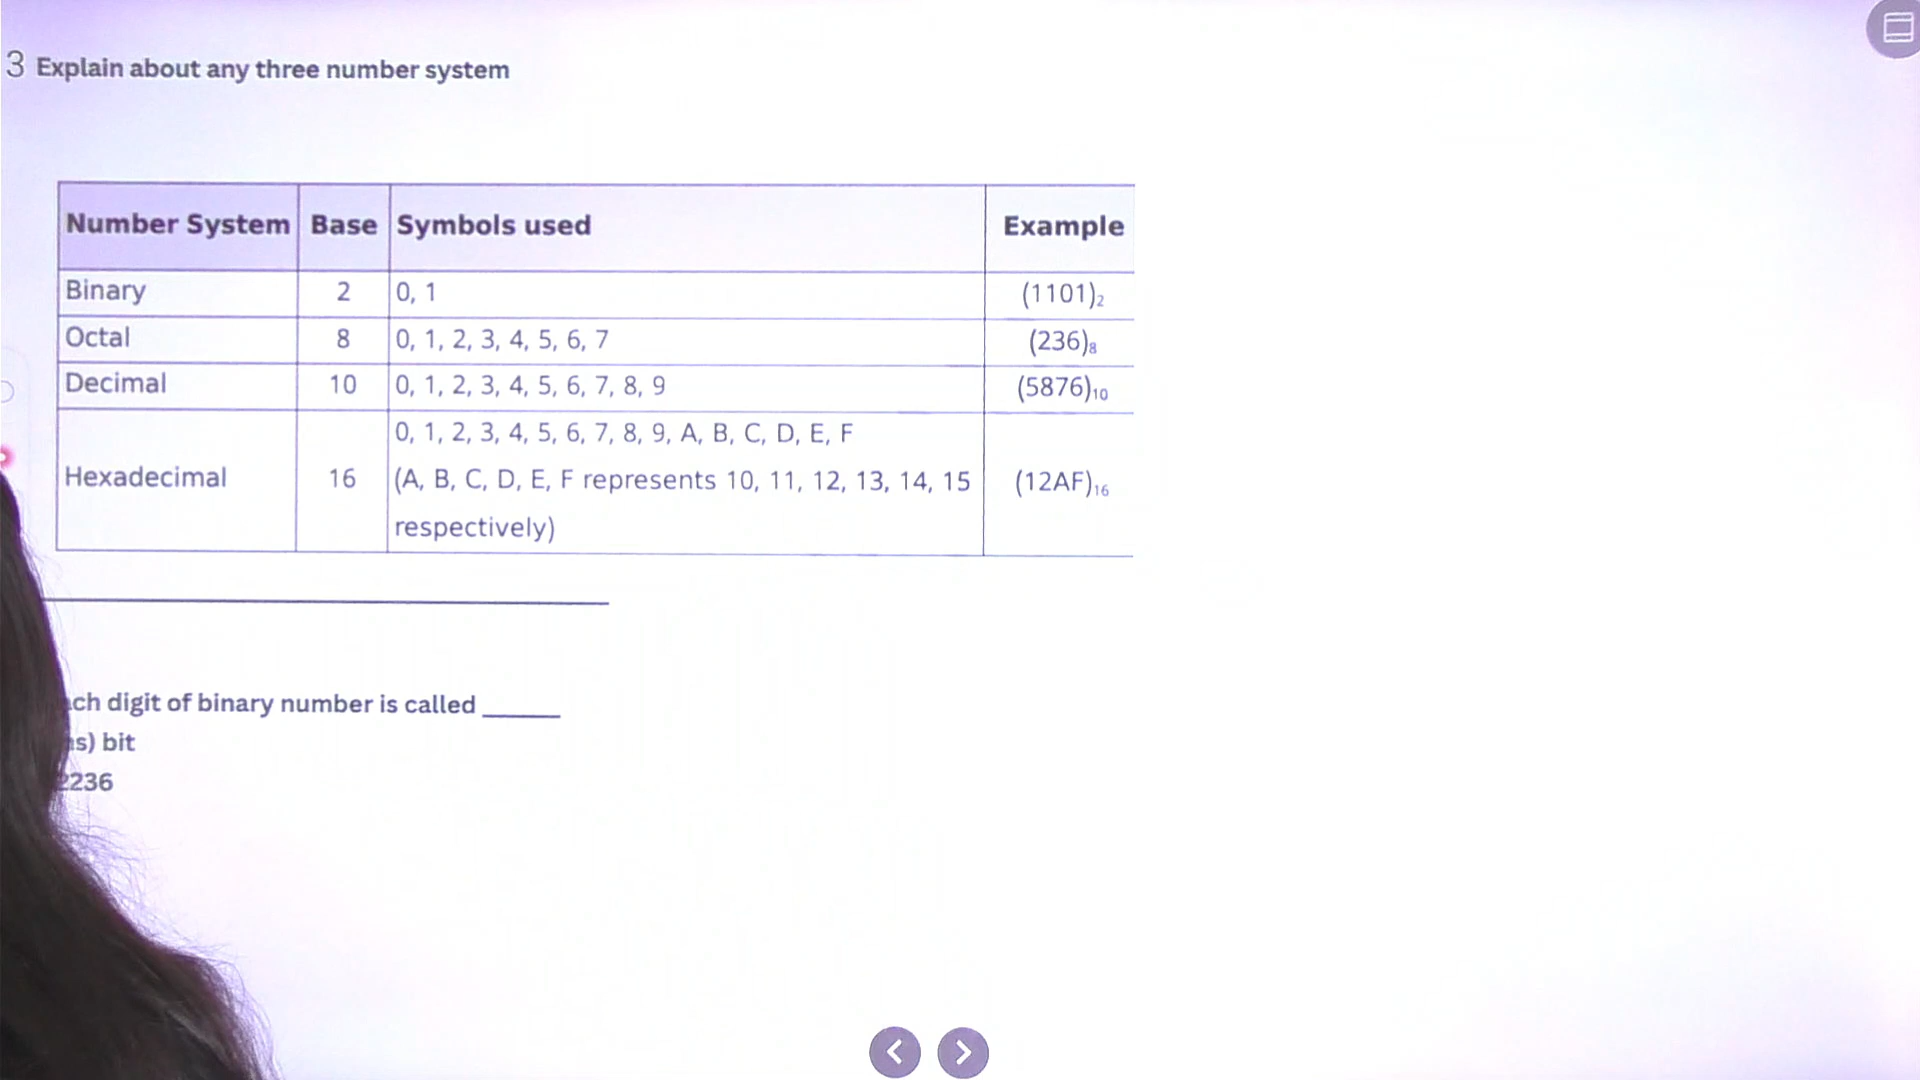 3 Explain about any three number system
Number System Base Symbols used Example
Binary 2 0, 1 (1101)₂
Octal 8 0, 1, 2, 3, 4, 5, 6, 7 (236)₈
Decimal 10 0, 1, 2, 3, 4, 5, 6, 7, 8, 9 (5876)₁₀
0, 1, 2, 3, 4, 5, 6, 7, 8, 9, A, B, C, D, E, F
Hexadecimal 16 (A, B, C, D, E, F represents 10, 11, 12, 13, 14, 15 (12AF)₁₆
respectively)
digit of binary number is called ______
bit